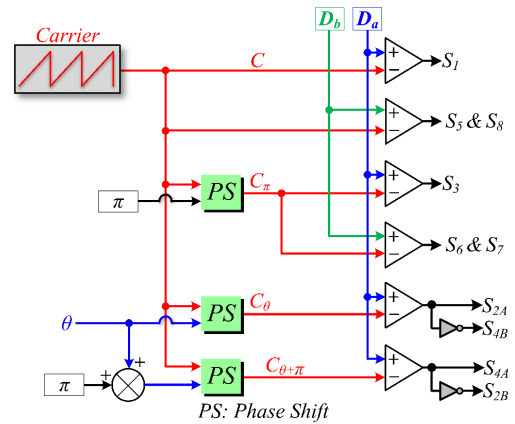 Carrier
D_b
D_a
C
+
−
S_1
+
−
S_5 & S_8
π
PS
C_π
+
−
S_3
+
−
S_6 & S_7
θ
PS
C_θ
+
−
S_2A
S_4B
π
+
+
PS
C_θ+π
+
−
S_4A
S_2B
PS: Phase Shift